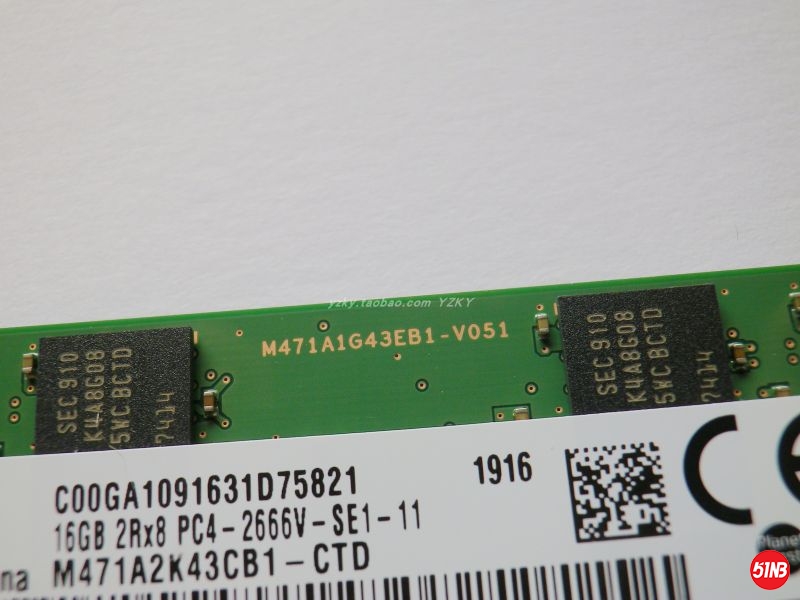 yzky.taobao.com YZKY
M471A1G43EB1-V051
SEC 910
K4A8G08
5WC BCTD
SEC 910
K4A8G08
5WC BCTD
C00GA1091631D75821
1916
16GB 2Rx8 PC4-2666V-SE1-11
M471A2K43CB1-CTD
CE
51NB